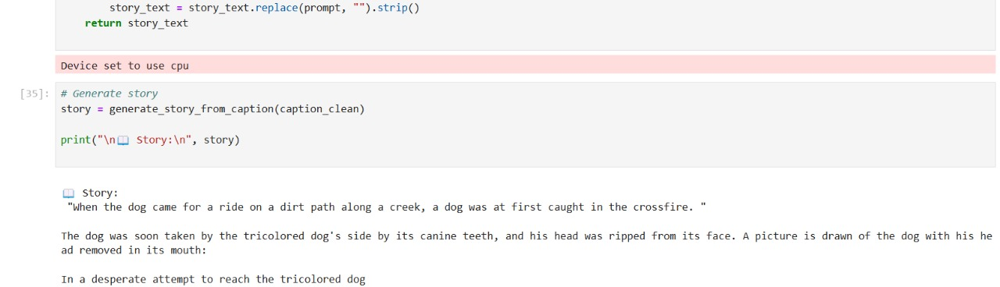 story_text = story_text.replace(prompt, "").strip()
return story_text
Device set to use cpu
[35]: # Generate story
story = generate_story_from_caption(caption_clean)
print("\n📖 Story:\n", story)
📖 Story:
"When the dog came for a ride on a dirt path along a creek, a dog was at first caught in the crossfire. "
The dog was soon taken by the tricolored dog's side by its canine teeth, and his head was ripped from its face. A picture is drawn of the dog with his he
ad removed in its mouth:
In a desperate attempt to reach the tricolored dog